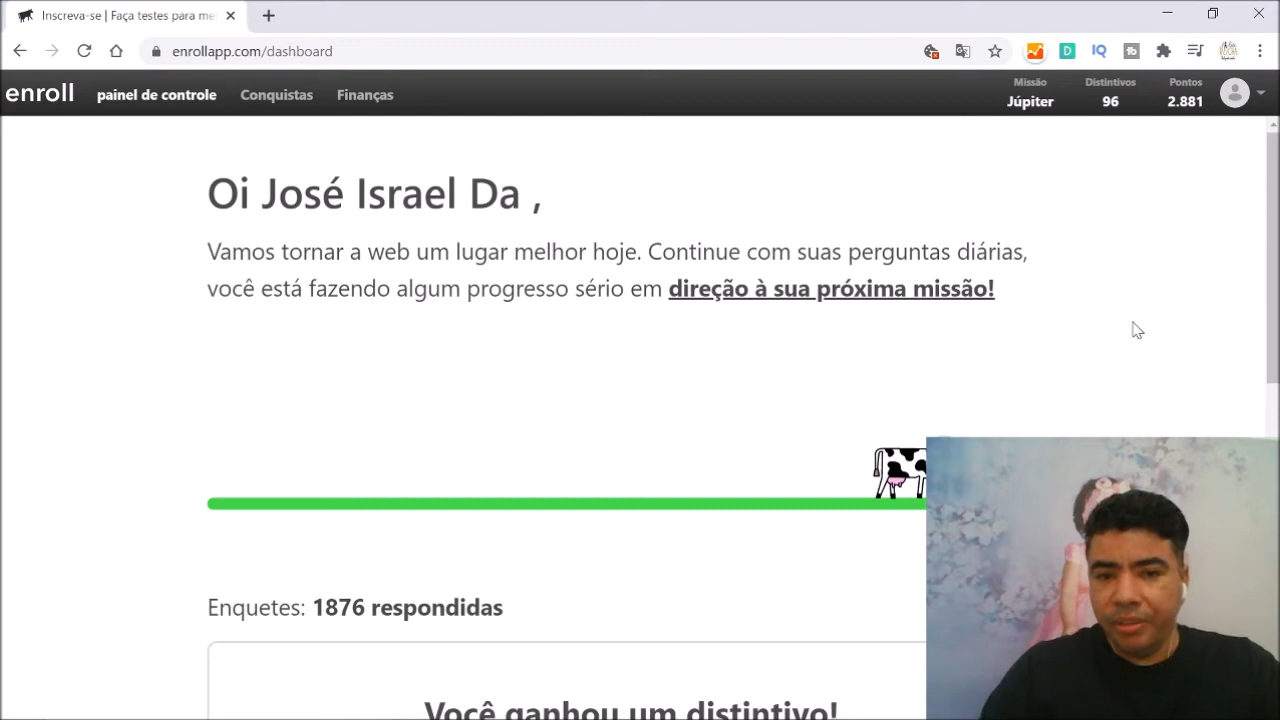 Inscreva-se | Faça testes para me
enrollapp.com/dashboard
enroll painel de controle Conquistas Finanças
Missão Distintivos Pontos
Júpiter 96 2.881
Oi José Israel Da ,
Vamos tornar a web um lugar melhor hoje. Continue com suas perguntas diárias,
você está fazendo algum progresso sério em direção à sua próxima missão!
Enquetes: 1876 respondidas
Você ganhou um distintivo!